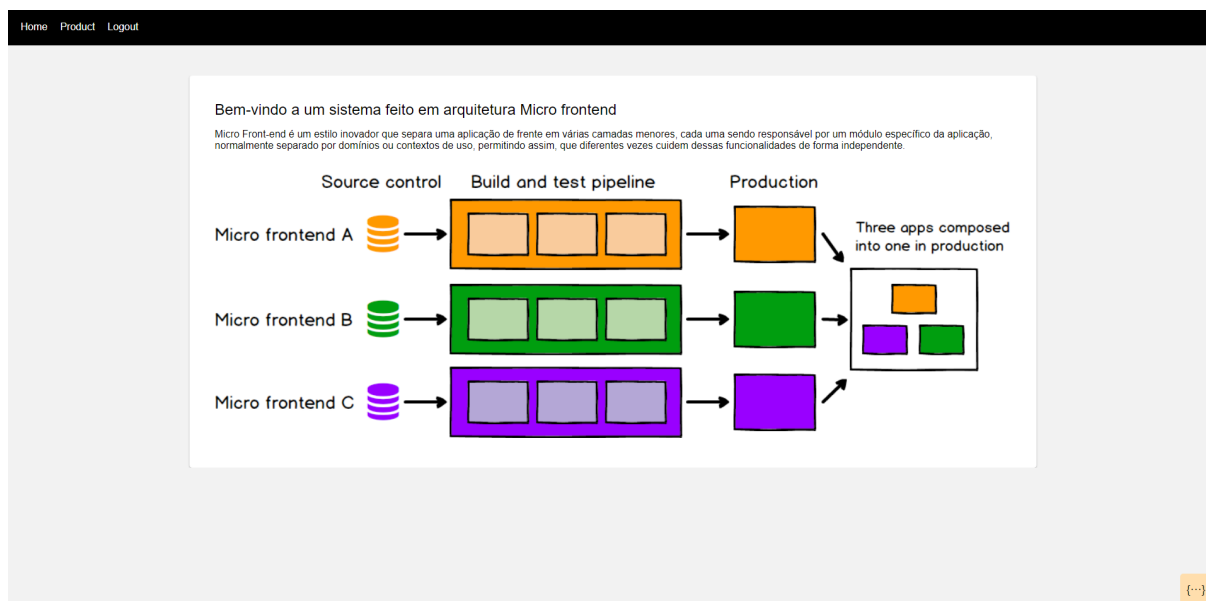 Home Product Logout
Bem-vindo a um sistema feito em arquitetura Micro frontend
Micro Front-end é um estilo inovador que separa uma aplicação de frente em várias camadas menores, cada uma sendo responsável por um módulo específico da aplicação,
normalmente separado por domínios ou contextos de uso, permitindo assim, que diferentes vezes cuidem dessas funcionalidades de forma independente.
Source control Build and test pipeline Production
Micro frontend A
Three apps composed
into one in production
Micro frontend B
Micro frontend C
{···}